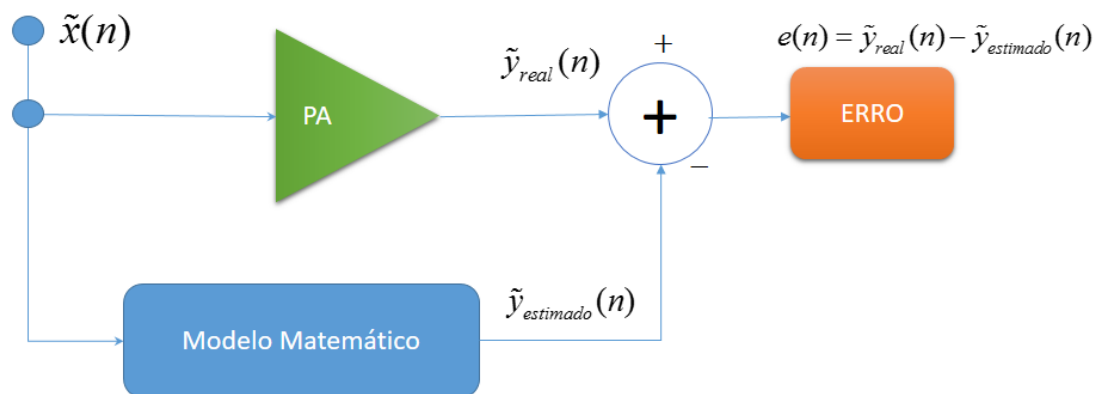 x̃(n)
ỹ_real(n)
+
e(n) = ỹ_real(n) − ỹ_estimado(n)
PA
+
ERRO
−
ỹ_estimado(n)
Modelo Matemático